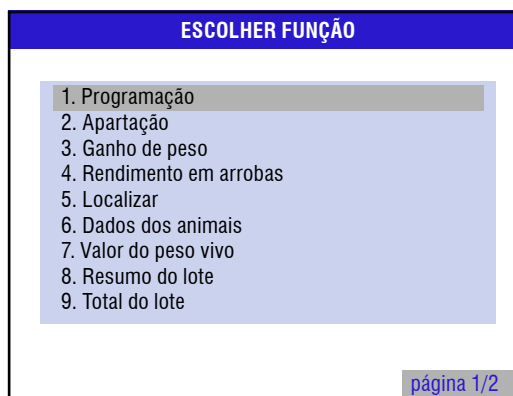 ESCOLHER FUNÇÃO
1. Programação
2. Apartação
3. Ganho de peso
4. Rendimento em arrobas
5. Localizar
6. Dados dos animais
7. Valor do peso vivo
8. Resumo do lote
9. Total do lote
página 1/2